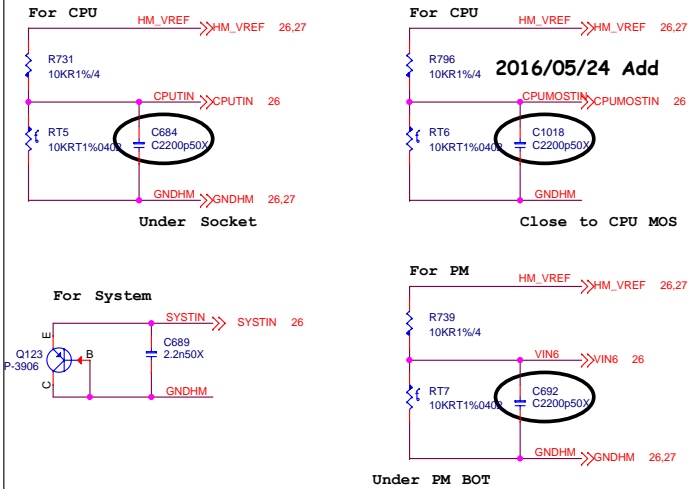 For CPU
HM_VREF
HM_VREF 26,27
R731
10KR1%/4
CPUTIN
CPUTIN 26
RT5
10KRT1%0402
t
C684
C2200p50X
GNDHM
GNDHM 26,27
Under Socket
For CPU
HM_VREF
HM_VREF 26,27
R796
10KR1%/4
2016/05/24 Add
CPUMOSTIN
CPUMOSTIN 26
RT6
10KRT1%0402
t
C1018
C2200p50X
GNDHM
Close to CPU MOS
For System
SYSTIN
SYSTIN 26
E
Q123
P-3906
B
C
C689
2.2n50X
GNDHM
For PM
HM_VREF
HM_VREF 26,27
R739
10KR1%/4
VIN6
VIN6 26
RT7
10KRT1%0402
t
C692
C2200p50X
GNDHM
GNDHM 26,27
Under PM BOT